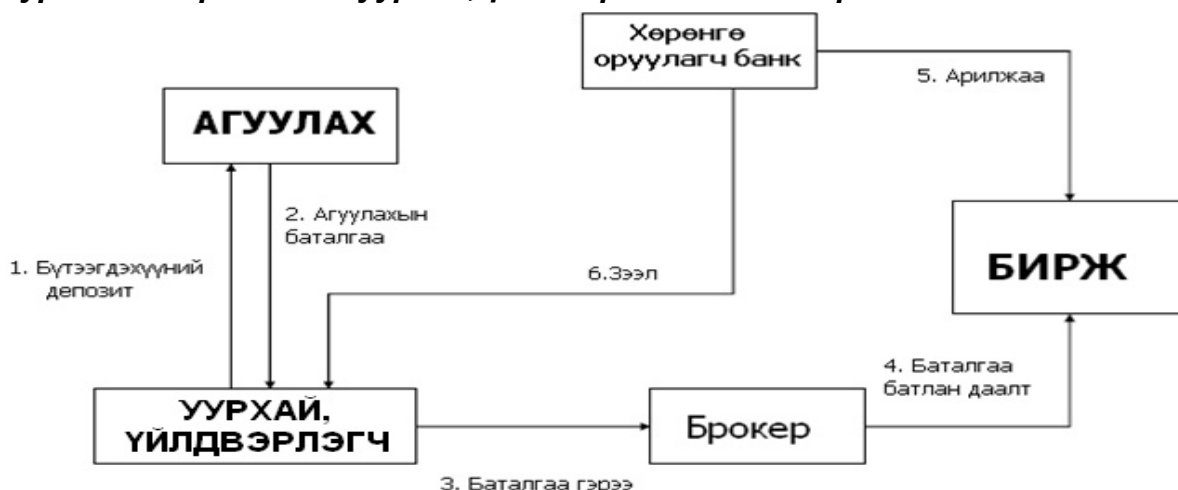 Хөрөнгө
оруулагч банк
5. Арилжаа
АГУУЛАХ
2. Агуулахын
баталгаа
1. Бүтээгдэхүүний
депозит
6.Зээл
БИРЖ
4. Баталгаа
батлан даалт
УУРХАЙ,
ҮЙЛДВЭРЛЭГЧ
Брокер
3. Баталгаа гэрээ